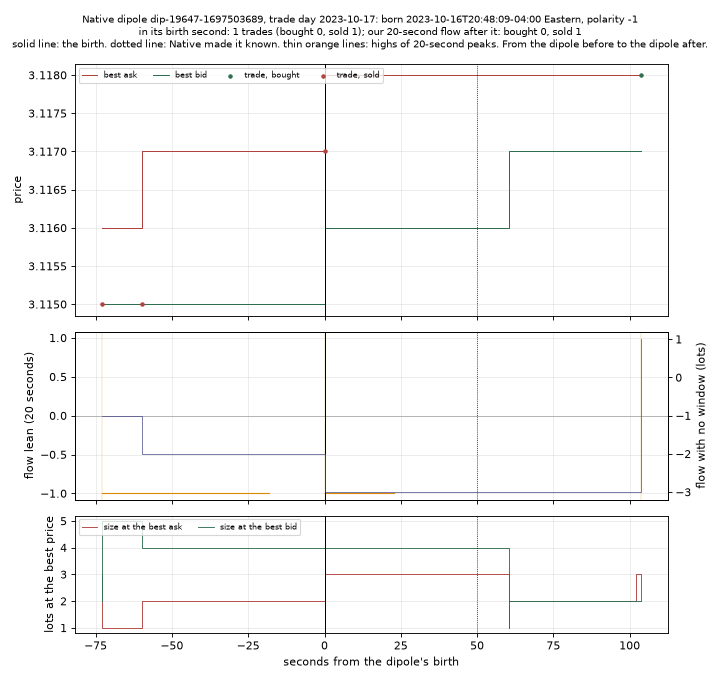 Native dipole dip-19647-1697503689, trade day 2023-10-17: born 2023-10-16T20:48:09-04:00 Eastern, polarity -1
in its birth second: 1 trades (bought 0, sold 1); our 20-second flow after it: bought 0, sold 1
solid line: the birth. dotted line: Native made it known. thin orange lines: highs of 20-second peaks. From the dipole before to the dipole after.
best ask best bid trade, bought trade, sold
3.1180
3.1175
3.1170
3.1165
3.1160
3.1155
3.1150
price
1.0
0.5
0.0
−0.5
−1.0
flow lean (20 seconds)
1
0
−1
−2
−3
flow with no window (lots)
size at the best ask size at the best bid
5
4
3
2
1
lots at the best price
−75 −50 −25 0 25 50 75 100
seconds from the dipole's birth